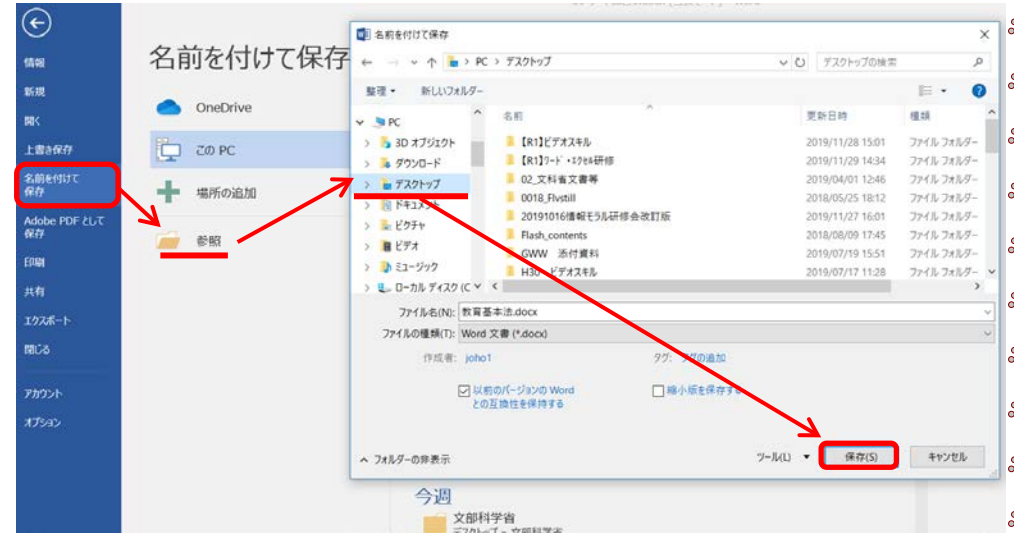 情報
新規
開く
上書き保存
名前を付けて
保存
Adobe PDF として
保存
印刷
共有
エクスポート
閉じる
アカウント
オプション
名前を付けて保存
OneDrive
この PC
場所の追加
参照
名前を付けて保存
PC > デスクトップ
デスクトップの検索
整理
新しいフォルダー
PC
3D オブジェクト
ダウンロード
デスクトップ
ドキュメント
ピクチャ
ビデオ
ミュージック
ローカル ディスク (C
名前 更新日時 種類
【R1】ビデオスキル 2019/11/28 15:01 ファイル フォルダー
【R1】ワード・エクセル研修 2019/11/29 14:34 ファイル フォルダー
02_文科省文書等 2019/04/01 12:46 ファイル フォルダー
0018_Flvstill 2018/05/25 18:12 ファイル フォルダー
20191016情報モラル研修会改訂版 2019/11/27 16:01 ファイル フォルダー
Flash_contents 2018/08/09 17:45 ファイル フォルダー
GWW 添付資料 2019/07/19 15:51 ファイル フォルダー
H30 ビデオスキル 2019/07/17 11:28 ファイル フォルダー
ファイル名(N): 教育基本法.docx
ファイルの種類(T): Word 文書 (*.docx)
作成者: joho1 タグ: タグの追加
以前のバージョンの Word
との互換性を保持する
縮小版を保存する
フォルダーの非表示
ツール(L) 保存(S) キャンセル
今週
文部科学省